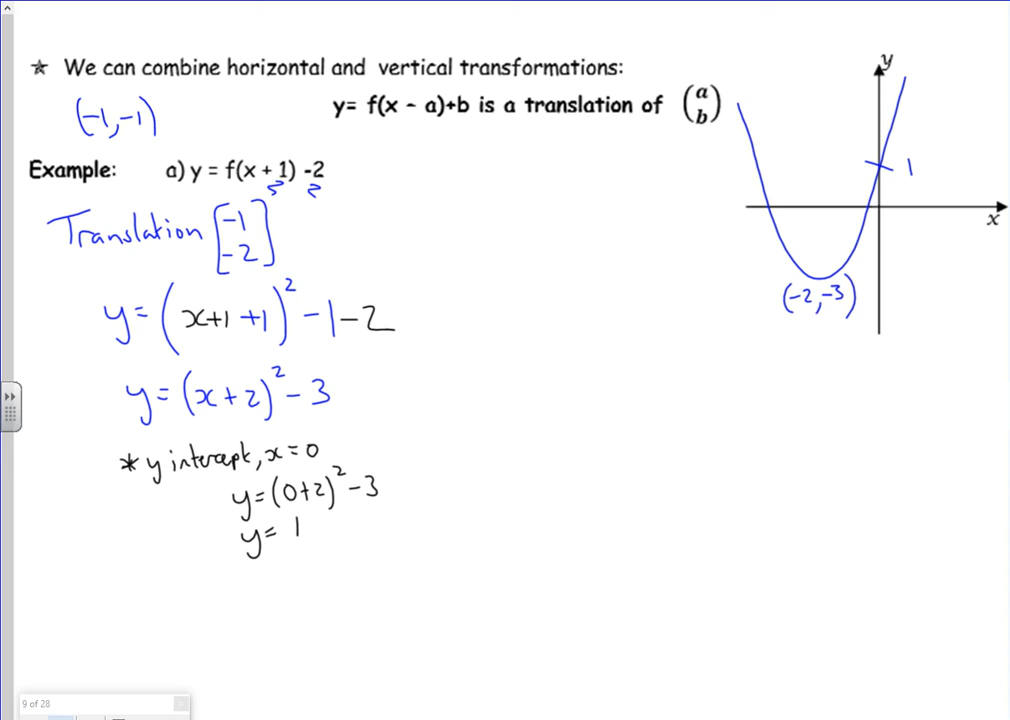 ☆ We can combine horizontal and vertical transformations:
(-1,-1)
y= f(x - a)+b is a translation of (a b)
Example: a) y = f(x + 1) -2
Translation [-1 -2]
y = (x+1 +1)² -1-2
y = (x+2)² - 3
* y intercept, x = 0
y = (0+2)² - 3
y = 1
y
1
x
(-2,-3)
9 of 28